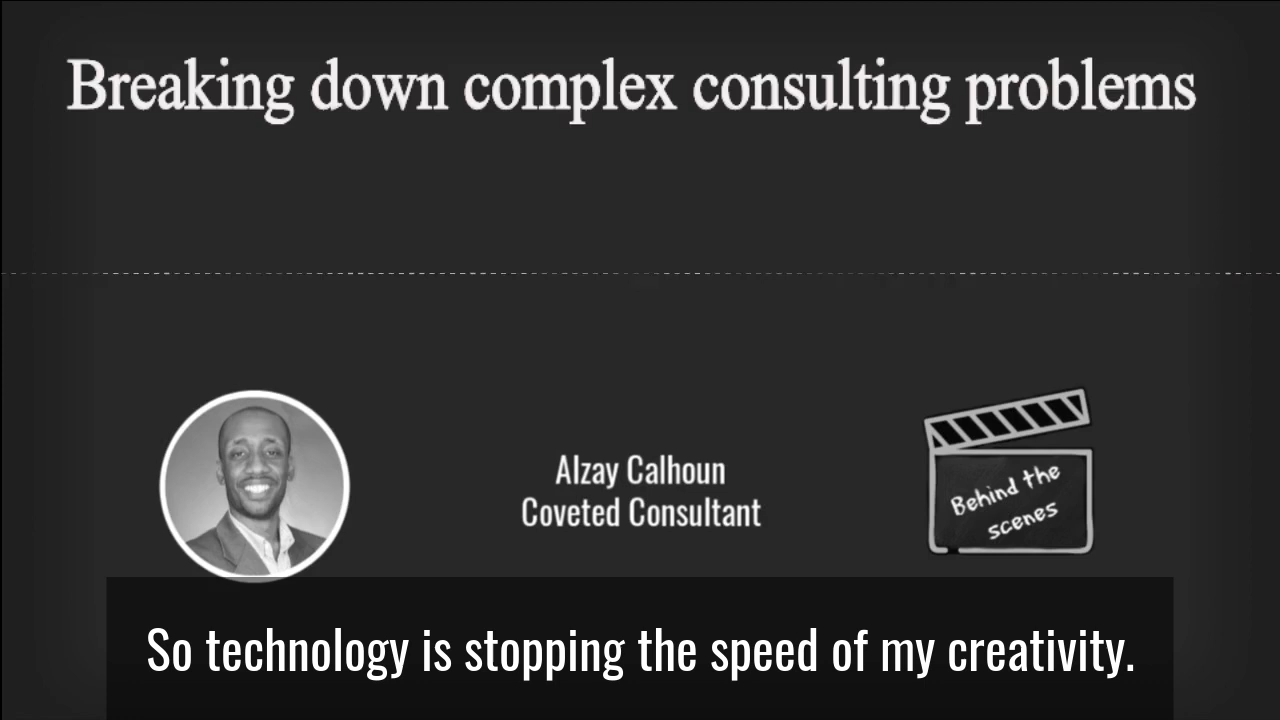 Breaking down complex consulting problems
Alzay Calhoun
Coveted Consultant
Behind the
scenes
So technology is stopping the speed of my creativity.